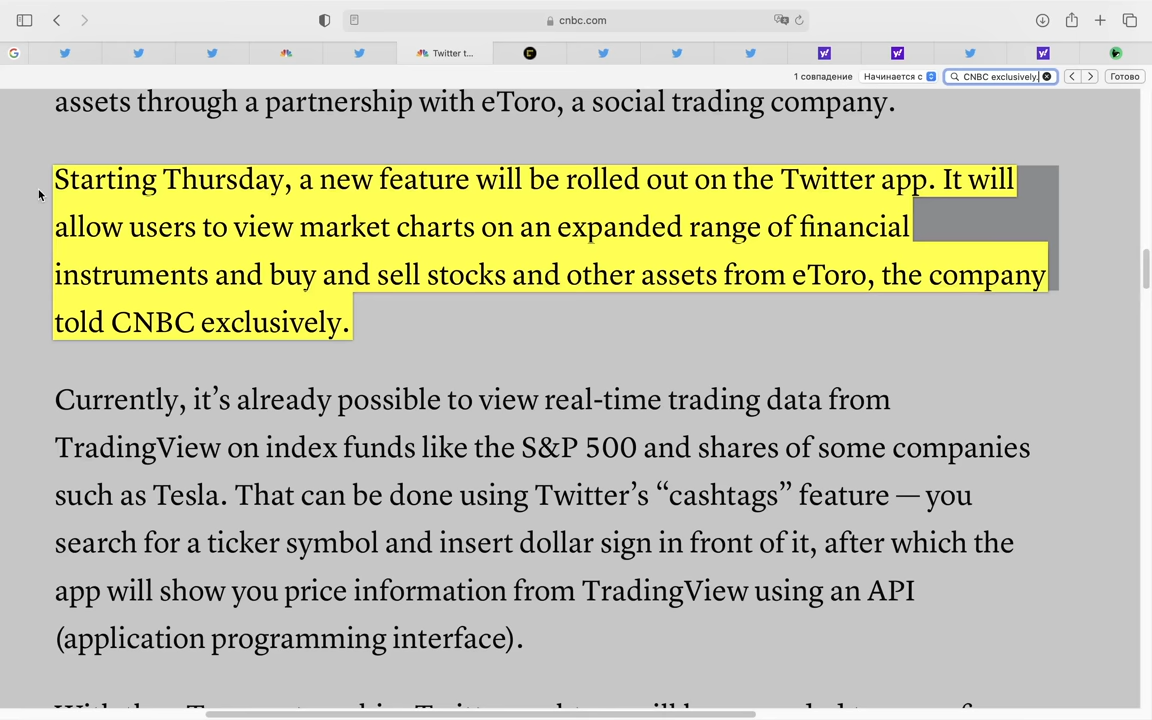 cnbc.com
Twitter t...
1 совпадение
Начинается с
CNBC exclusively.
Готово
assets through a partnership with eToro, a social trading company.
Starting Thursday, a new feature will be rolled out on the Twitter app. It will
allow users to view market charts on an expanded range of financial
instruments and buy and sell stocks and other assets from eToro, the company
told CNBC exclusively.
Currently, it’s already possible to view real-time trading data from
TradingView on index funds like the S&P 500 and shares of some companies
such as Tesla. That can be done using Twitter’s “cashtags” feature — you
search for a ticker symbol and insert dollar sign in front of it, after which the
app will show you price information from TradingView using an API
(application programming interface).